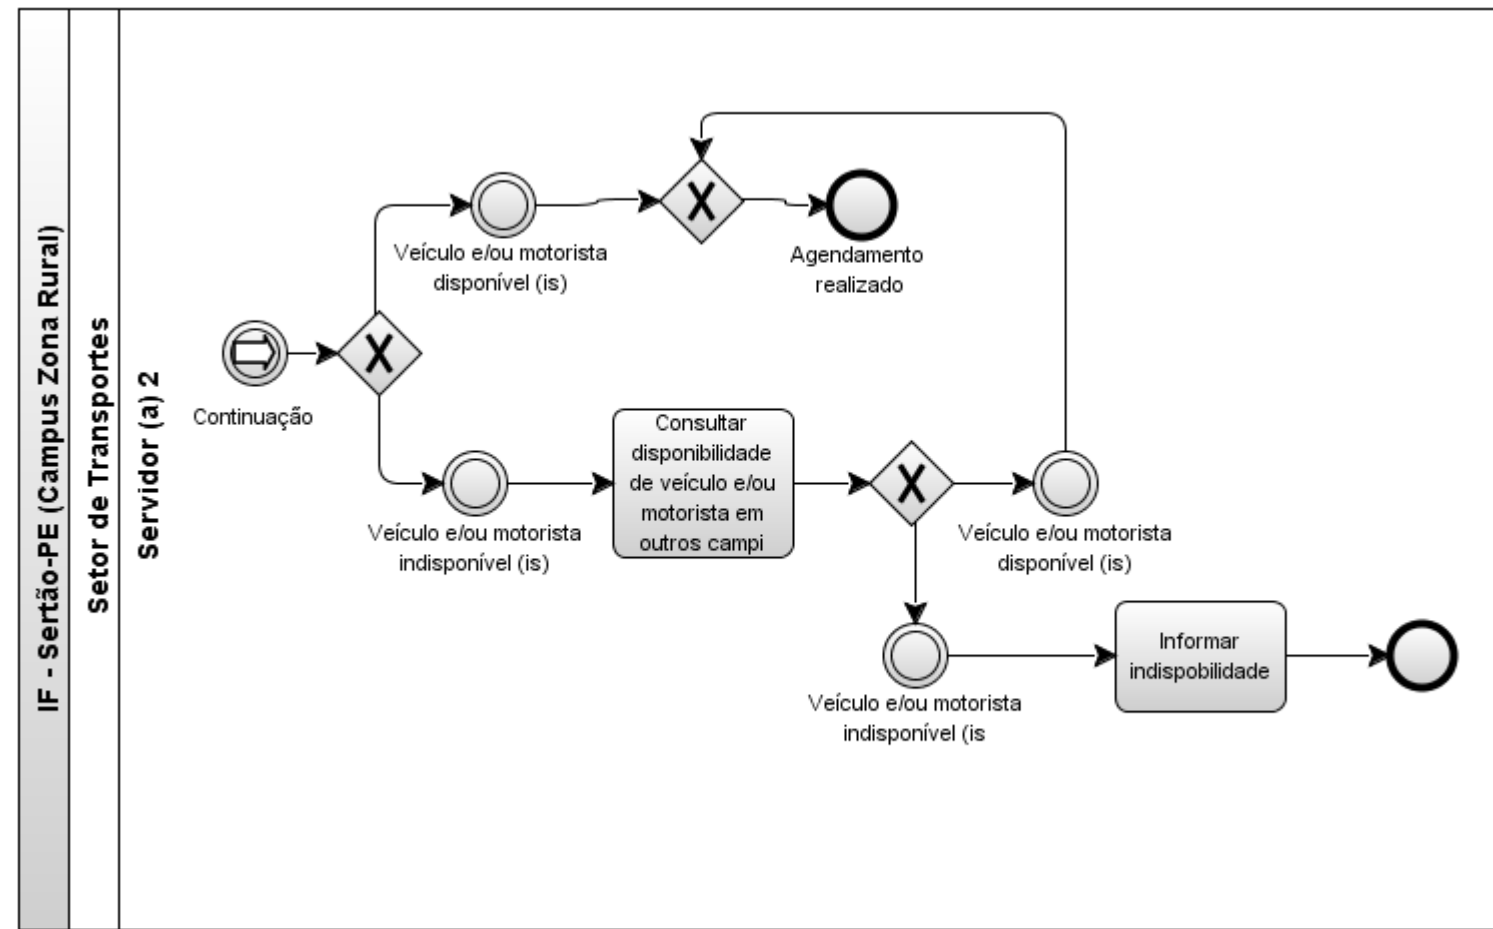 IF - Sertão-PE (Campus Zona Rural)
Setor de Transportes
Servidor (a) 2
Continuação
Veículo e/ou motorista
disponível (is)
Agendamento
realizado
Veículo e/ou motorista
indisponível (is)
Consultar
disponibilidade
de veículo e/ou
motorista em
outros campi
Veículo e/ou motorista
disponível (is)
Veículo e/ou motorista
indisponível (is
Informar
indispobilidade